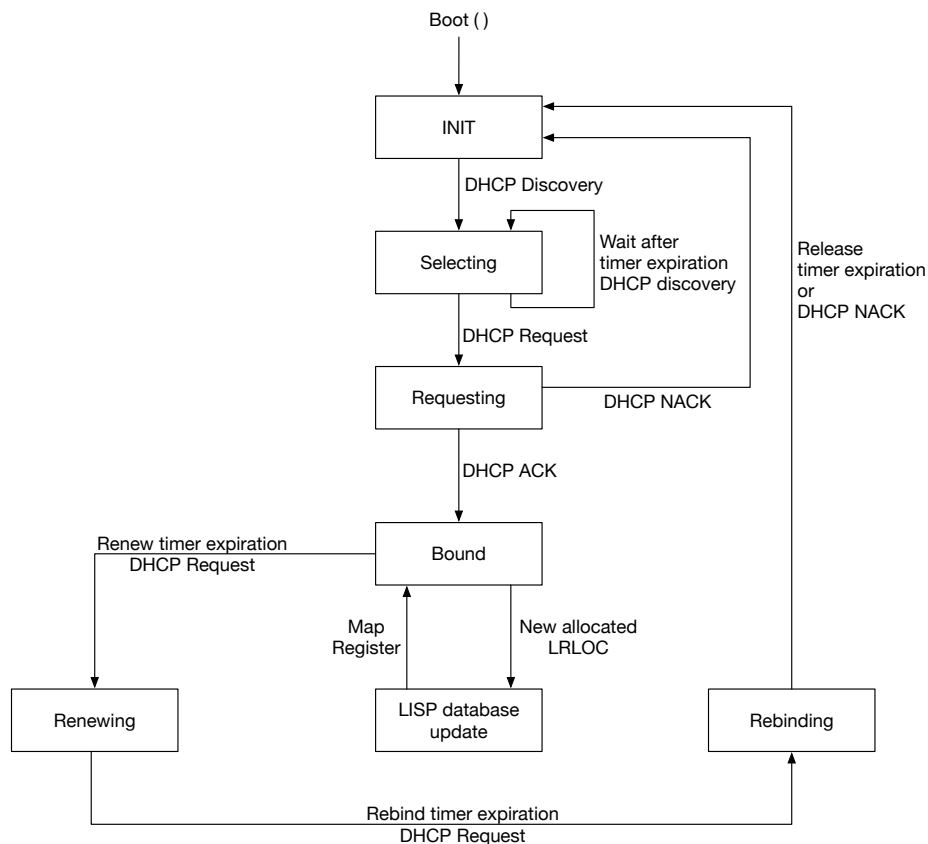 Boot ( )
INIT
DHCP Discovery
Selecting
Wait after
timer expiration
DHCP discovery
Release
timer expiration
or
DHCP NACK
DHCP Request
Requesting
DHCP NACK
DHCP ACK
Renew timer expiration
DHCP Request
Bound
Map
Register
New allocated
LRLOC
Renewing
LISP database
update
Rebinding
Rebind timer expiration
DHCP Request